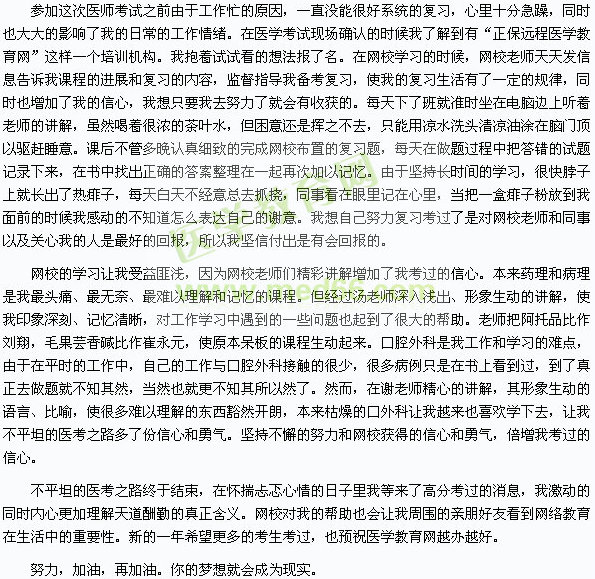 参加这次医师考试之前由于工作忙的原因，一直没能很好系统的复习，心里十分急躁，同时
也大大的影响了我的日常的工作情绪。在医学考试现场确认的时候我了解到有“正保远程医学教
育网”这样一个培训机构。我抱着试试看的想法报了名。在网校学习的时候，网校老师天天发信
息告诉我课程的进展和复习的内容，监督指导我备考复习，使我的复习生活有了一定的规律，同
时也增加了我的信心，我想只要我去努力了就会有收获的。每天下了班就准时坐在电脑边上听着
老师的讲解，虽然喝着很浓的茶叶水，但困意还是挥之不去，只能用凉水洗头清凉油涂在脑门顶
以驱赶睡意。课后不管多晚认真细致的完成网校布置的复习题，每天在做题过程中把答错的试题
记录下来，在书中找出正确的答案整理在一起再次加以记忆。由于坚持长时间的学习，很快脖子
上就长出了热痱子，每天白天不经意总去抓挠，同事看在眼里记在心里，当把一盒痱子粉放到我
面前的时候我感动的不知道怎么表达自己的谢意。我想自己努力复习考过了是对网校老师和同事
以及关心我的人是最好的回报，所以我坚信付出是有会回报的。
网校的学习让我受益匪浅，因为网校老师们精彩讲解增加了我考过的信心。本来药理和病理
是我最头痛、最无奈、最难以理解和记忆的课程。但经过汤老师深入浅出、形象生动的讲解，使
我印象深刻、记忆清晰，对工作学习中遇到的一些问题也起到了很大的帮助。老师把阿托品比作
刘翔，毛果芸香碱比作崔永元，使原本呆板的课程生动起来。口腔外科是我工作和学习的难点，
由于在平时的工作中，自己的工作与口腔外科接触的很少，很多病例只是在书上看到过，到了真
正去做题就不知其然，当然也就更不知其所以然了。然而，在谢老师精心的讲解，其形象生动的
语言、比喻，使很多难以理解的东西豁然开朗，本来枯燥的口外科让我越来也喜欢学下去，让我
不平坦的医考之路多了份信心和勇气。坚持不懈的努力和网校获得的信心和勇气，倍增我考过的
信心。
不平坦的医考之路终于结束，在怀揣忐忑心情的日子里我等来了高分考过的消息，我激动的
同时内心更加理解天道酬勤的真正含义。网校对我的帮助也会让我周围的亲朋好友看到网络教育
在生活中的重要性。新的一年希望更多的考生考过，也预祝医学教育网越办越好。
努力，加油，再加油。你的梦想就会成为现实。
医学教育网
www.med66.com